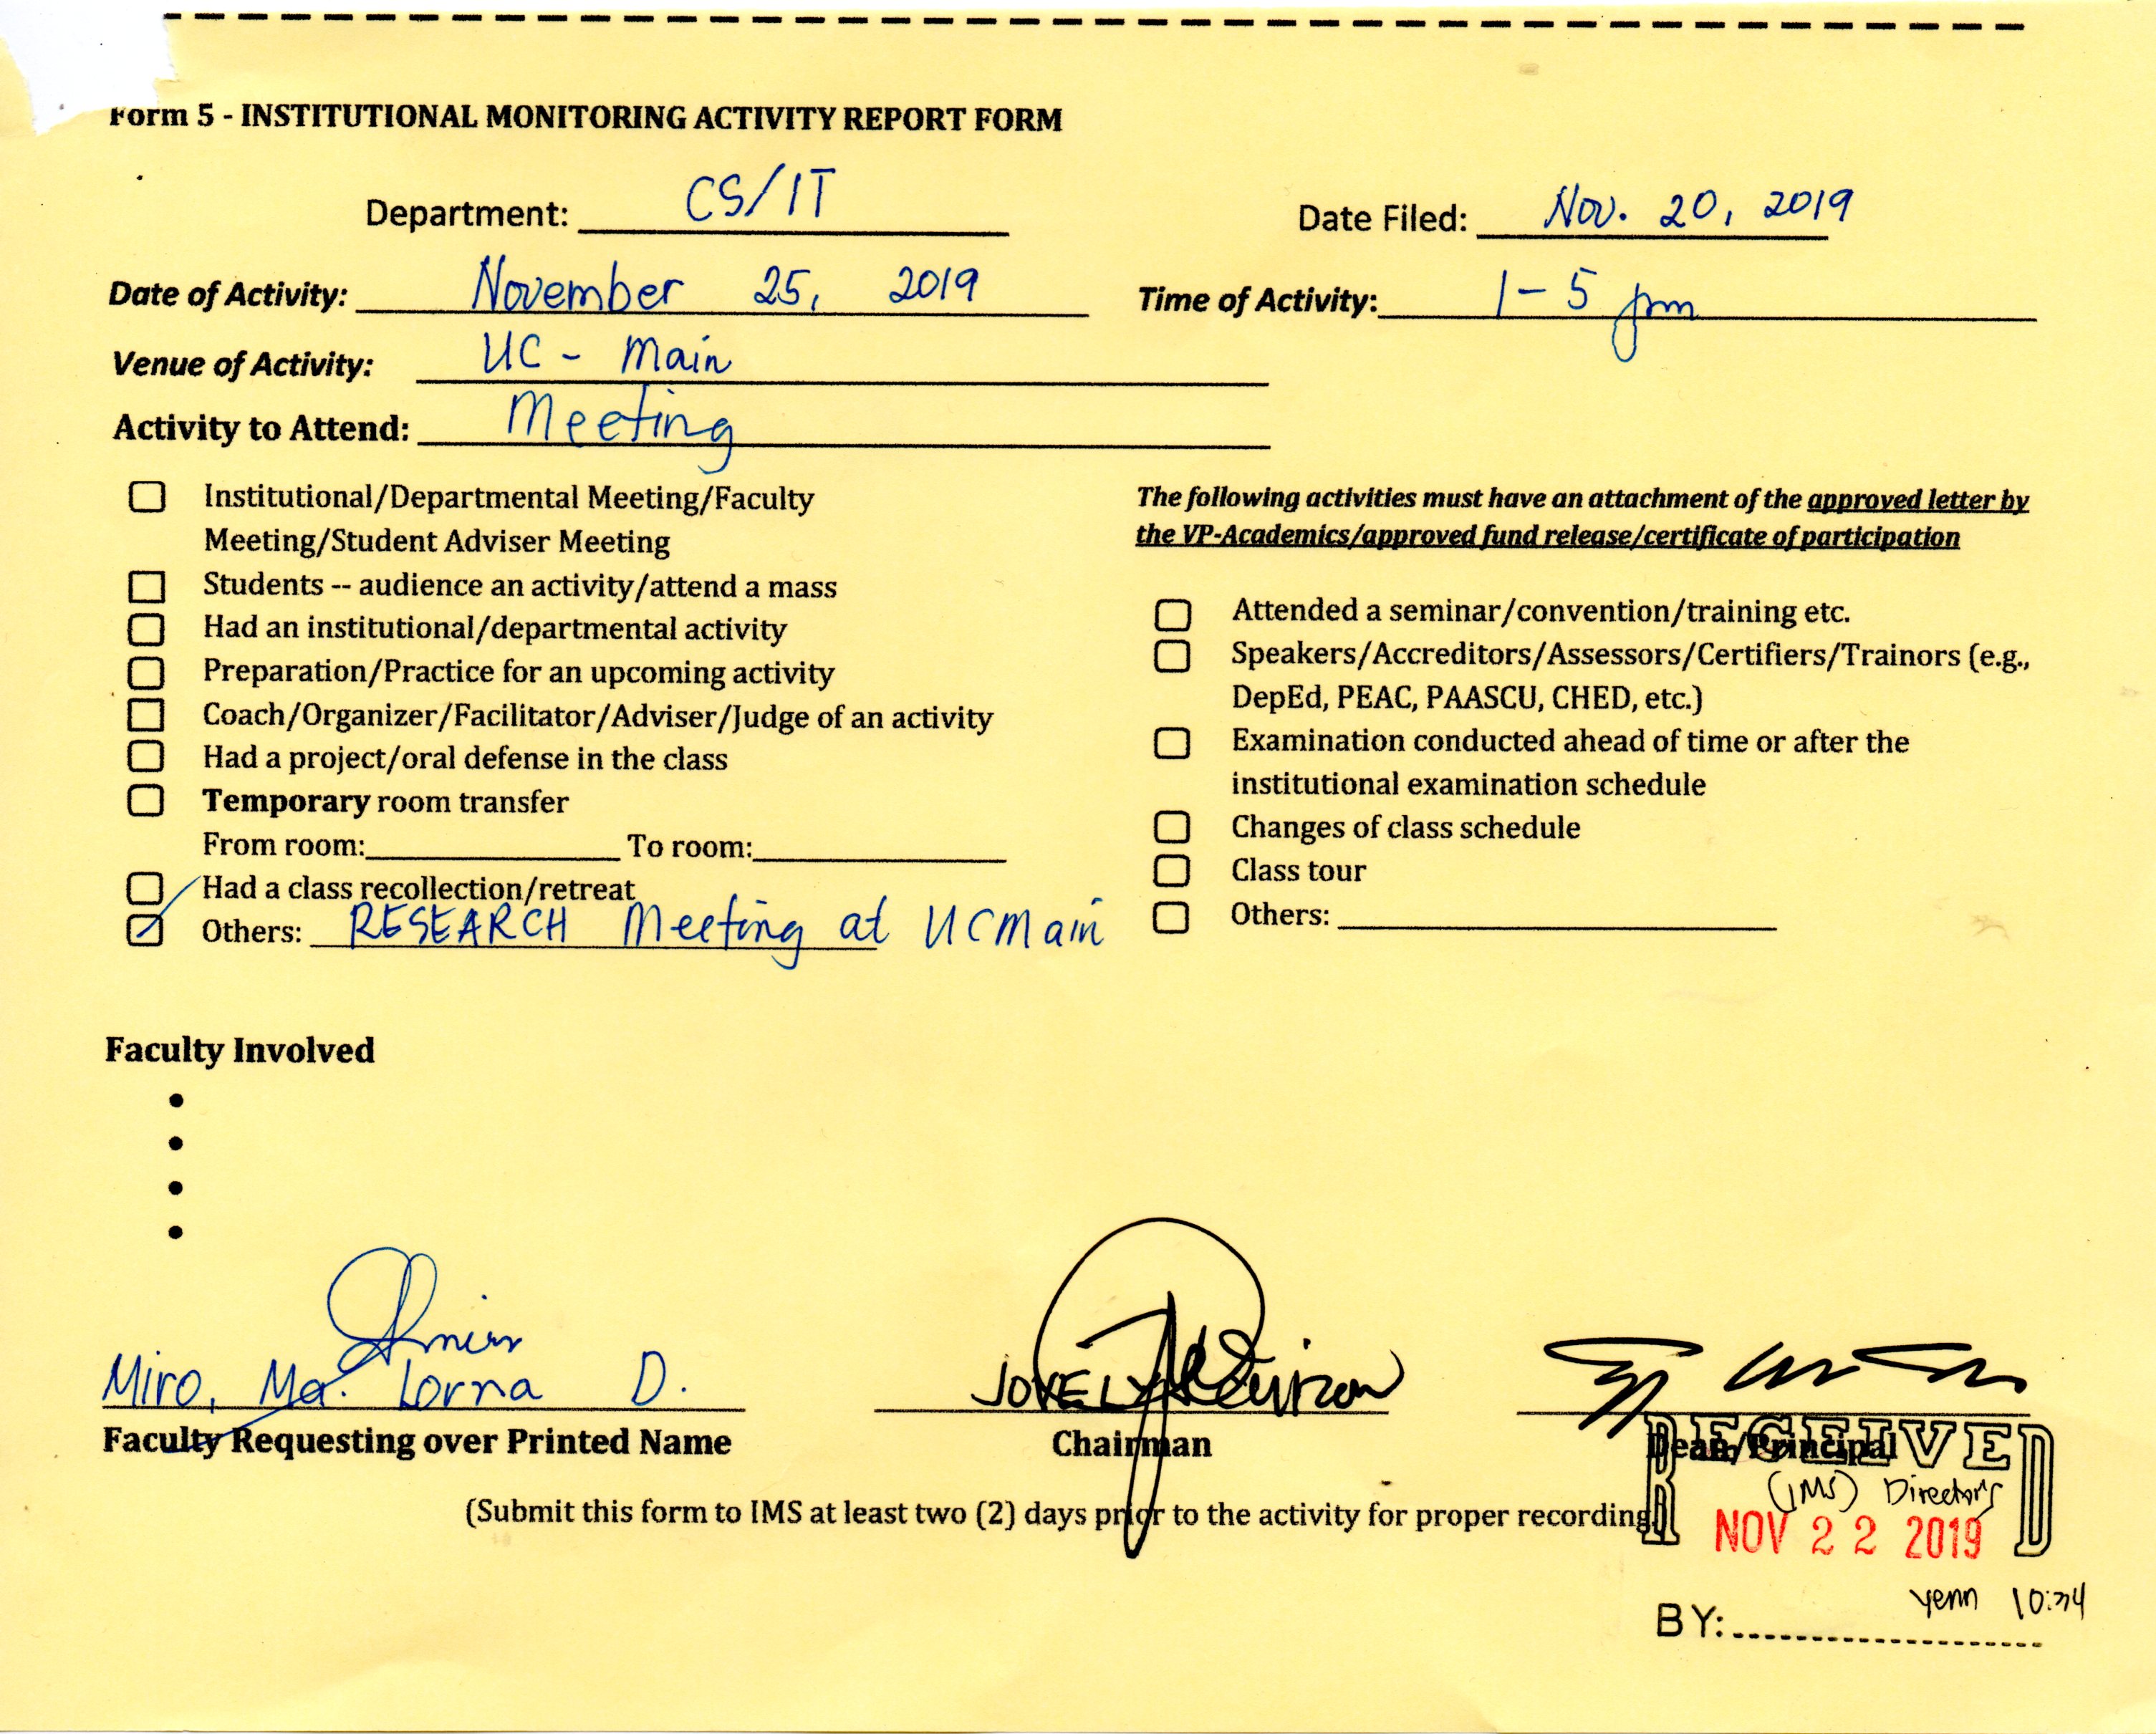 Form 5 - INSTITUTIONAL MONITORING ACTIVITY REPORT FORM
Department: CS/IT Date Filed: Nov. 20, 2019
Date of Activity: November 25, 2019 Time of Activity: 1-5 pm
Venue of Activity: UC - Main
Activity to Attend: Meeting
Institutional/Departmental Meeting/Faculty
Meeting/Student Adviser Meeting
Students -- audience an activity/attend a mass
Had an institutional/departmental activity
Preparation/Practice for an upcoming activity
Coach/Organizer/Facilitator/Adviser/Judge of an activity
Had a project/oral defense in the class
Temporary room transfer
From room: To room:
Had a class recollection/retreat
Others: RESEARCH Meeting at UC Main
The following activities must have an attachment of the approved letter by
the VP-Academics/approved fund release/certificate of participation
Attended a seminar/convention/training etc.
Speakers/Accreditors/Assessors/Certifiers/Trainors (e.g.,
DepEd, PEAC, PAASCU, CHED, etc.)
Examination conducted ahead of time or after the
institutional examination schedule
Changes of class schedule
Class tour
Others:
Faculty Involved
Miro, Ma. Lorna D.
Faculty Requesting over Printed Name
Chairman
Dean/Principal
RECEIVED
(IMS) Director's
(Submit this form to IMS at least two (2) days prior to the activity for proper recording
NOV 22 2019
yenn
BY: